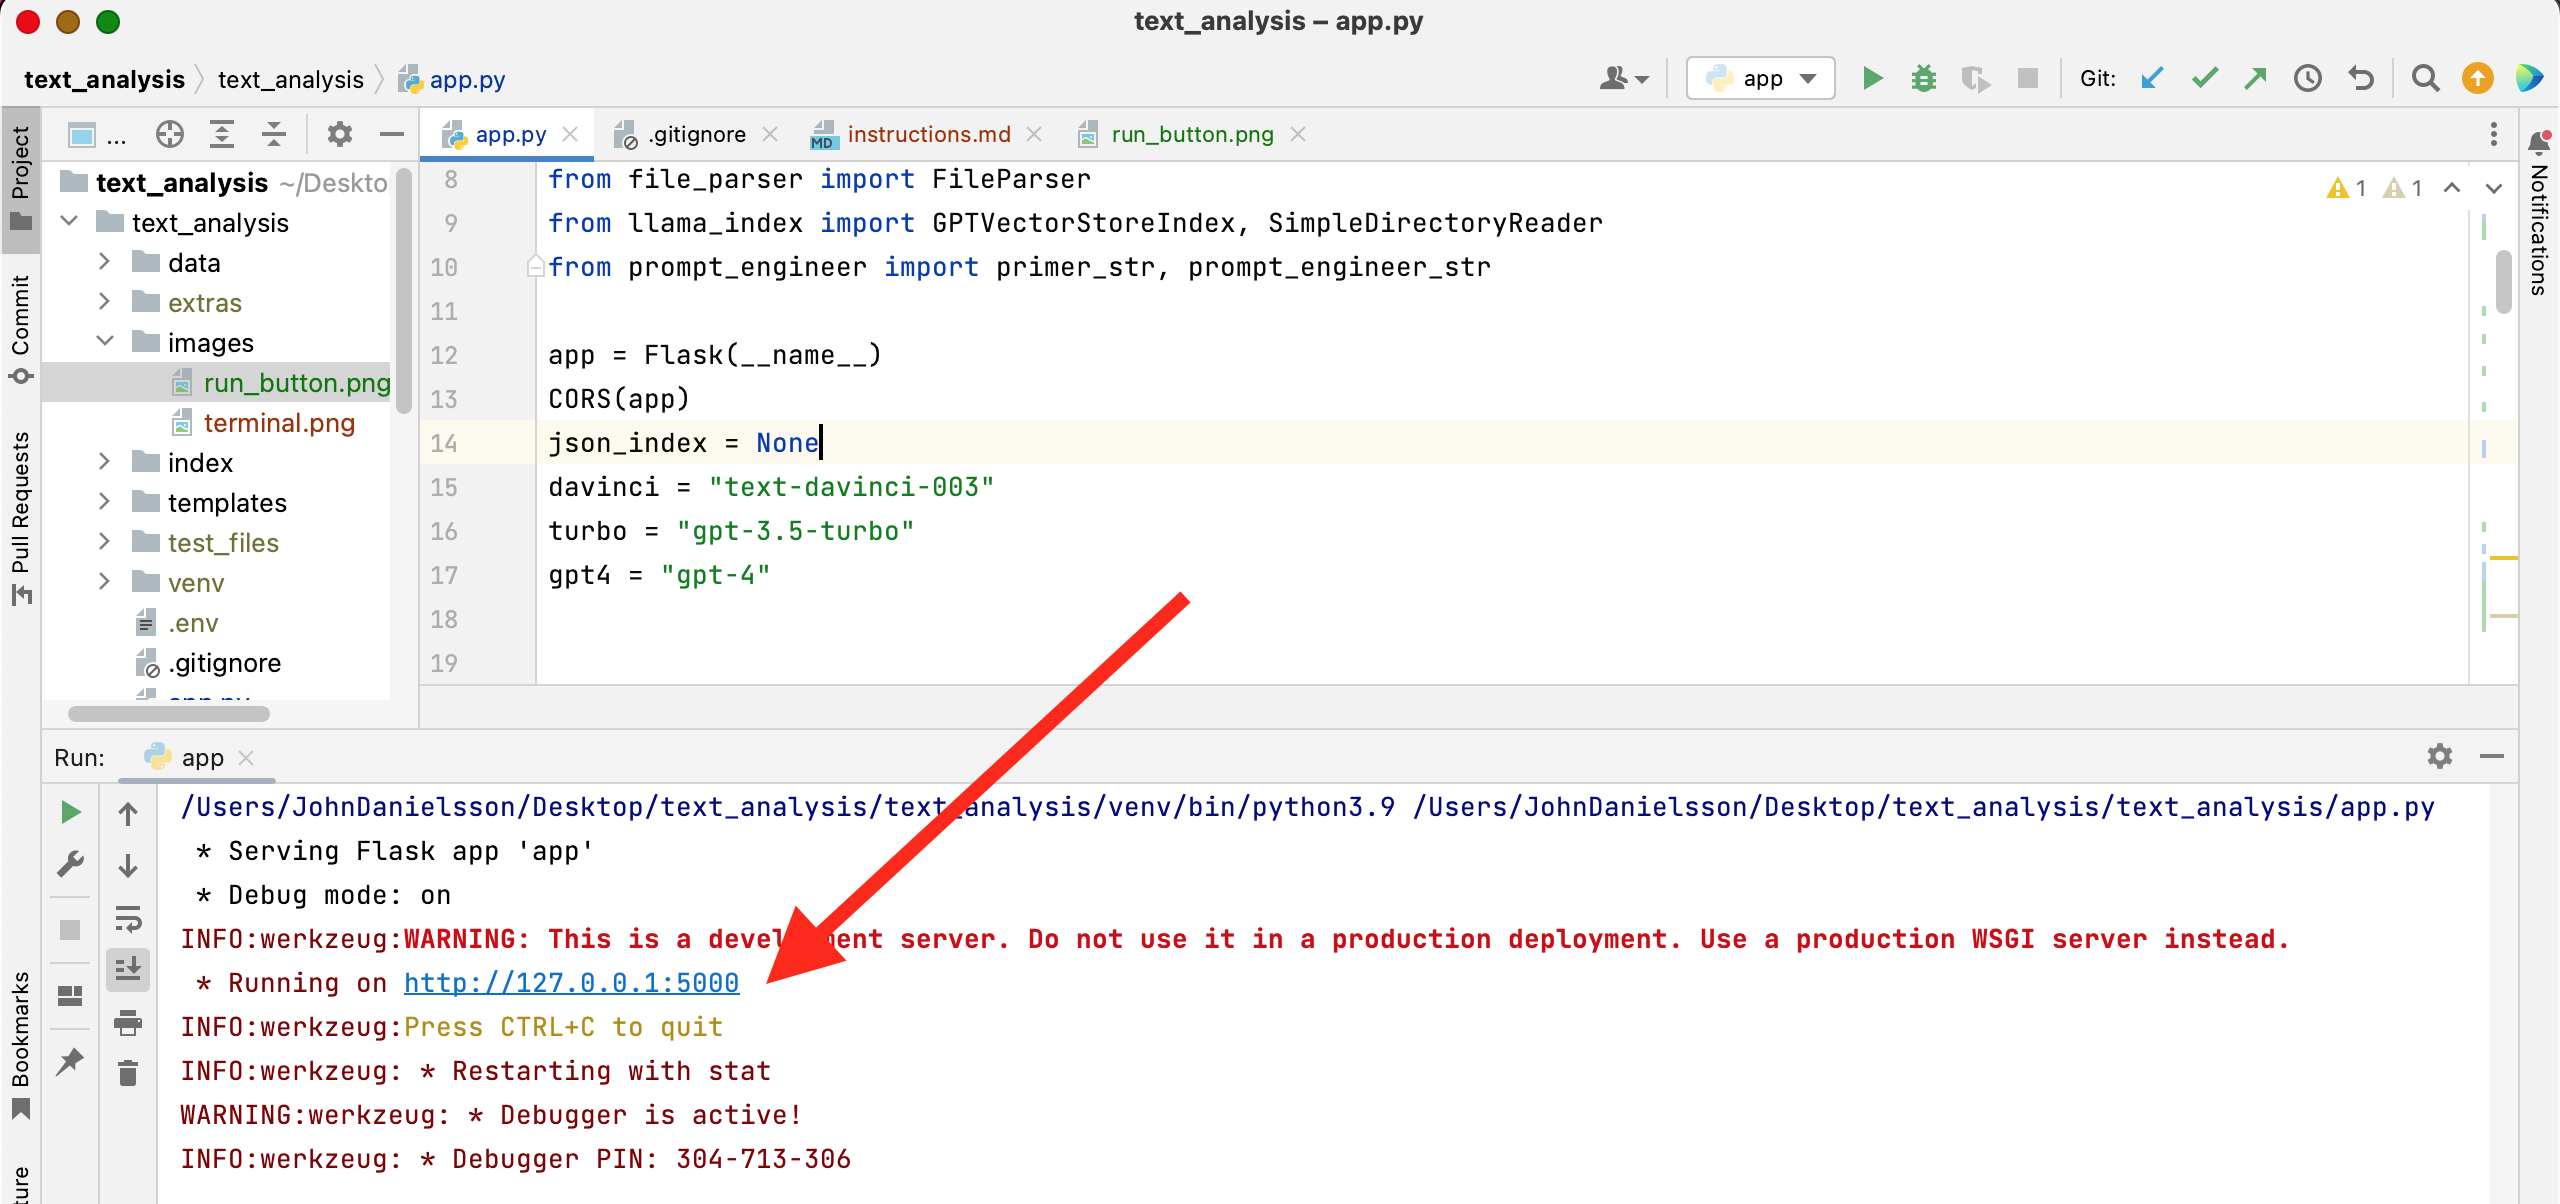 text_analysis – app.py
text_analysis text_analysis app.py
app
Git:
Project
Commit
Pull Requests
Bookmarks
ture
Notifications
...
text_analysis ~/Deskto
text_analysis
data
extras
images
run_button.png
terminal.png
index
templates
test_files
venv
.env
.gitignore
app.py
app.py .gitignore instructions.md run_button.png
1 1
8 from file_parser import FileParser
9 from llama_index import GPTVectorStoreIndex, SimpleDirectoryReader
10 from prompt_engineer import primer_str, prompt_engineer_str
11
12 app = Flask(__name__)
13 CORS(app)
14 json_index = None
15 davinci = "text-davinci-003"
16 turbo = "gpt-3.5-turbo"
17 gpt4 = "gpt-4"
18
19
Run: app
/Users/JohnDanielsson/Desktop/text_analysis/text_analysis/venv/bin/python3.9 /Users/JohnDanielsson/Desktop/text_analysis/text_analysis/app.py
* Serving Flask app 'app'
* Debug mode: on
INFO:werkzeug:WARNING: This is a development server. Do not use it in a production deployment. Use a production WSGI server instead.
* Running on http://127.0.0.1:5000
INFO:werkzeug:Press CTRL+C to quit
INFO:werkzeug: * Restarting with stat
WARNING:werkzeug: * Debugger is active!
INFO:werkzeug: * Debugger PIN: 304-713-306